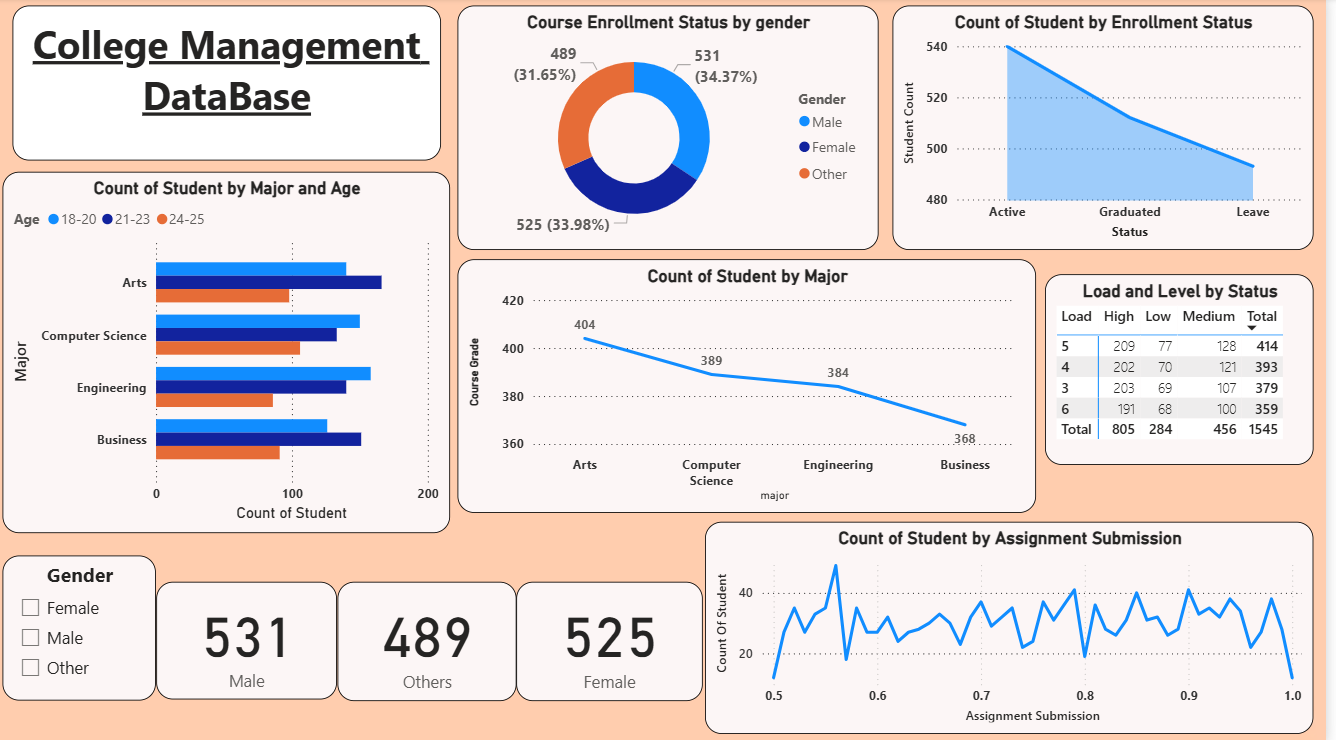 College Management
DataBase
Course Enrollment Status by gender
489
(31.65%)
531
(34.37%)
525 (33.98%)
Gender
Male
Female
Other
Count of Student by Enrollment Status
Student Count
540
520
500
480
Active Graduated Leave
Status
Count of Student by Major and Age
Age 18-20 21-23 24-25
Major
Arts
Computer Science
Engineering
Business
0 100 200
Count of Student
Count of Student by Major
Course Grade
420
400
380
360
404
389
384
368
Arts Computer Science Engineering Business
major
Load and Level by Status
Load High Low Medium Total
5 209 77 128 414
4 202 70 121 393
3 203 69 107 379
6 191 68 100 359
Total 805 284 456 1545
Gender
Female
Male
Other
531
Male
489
Others
525
Female
Count of Student by Assignment Submission
Count Of Student
40
20
0.5 0.6 0.7 0.8 0.9 1.0
Assignment Submission